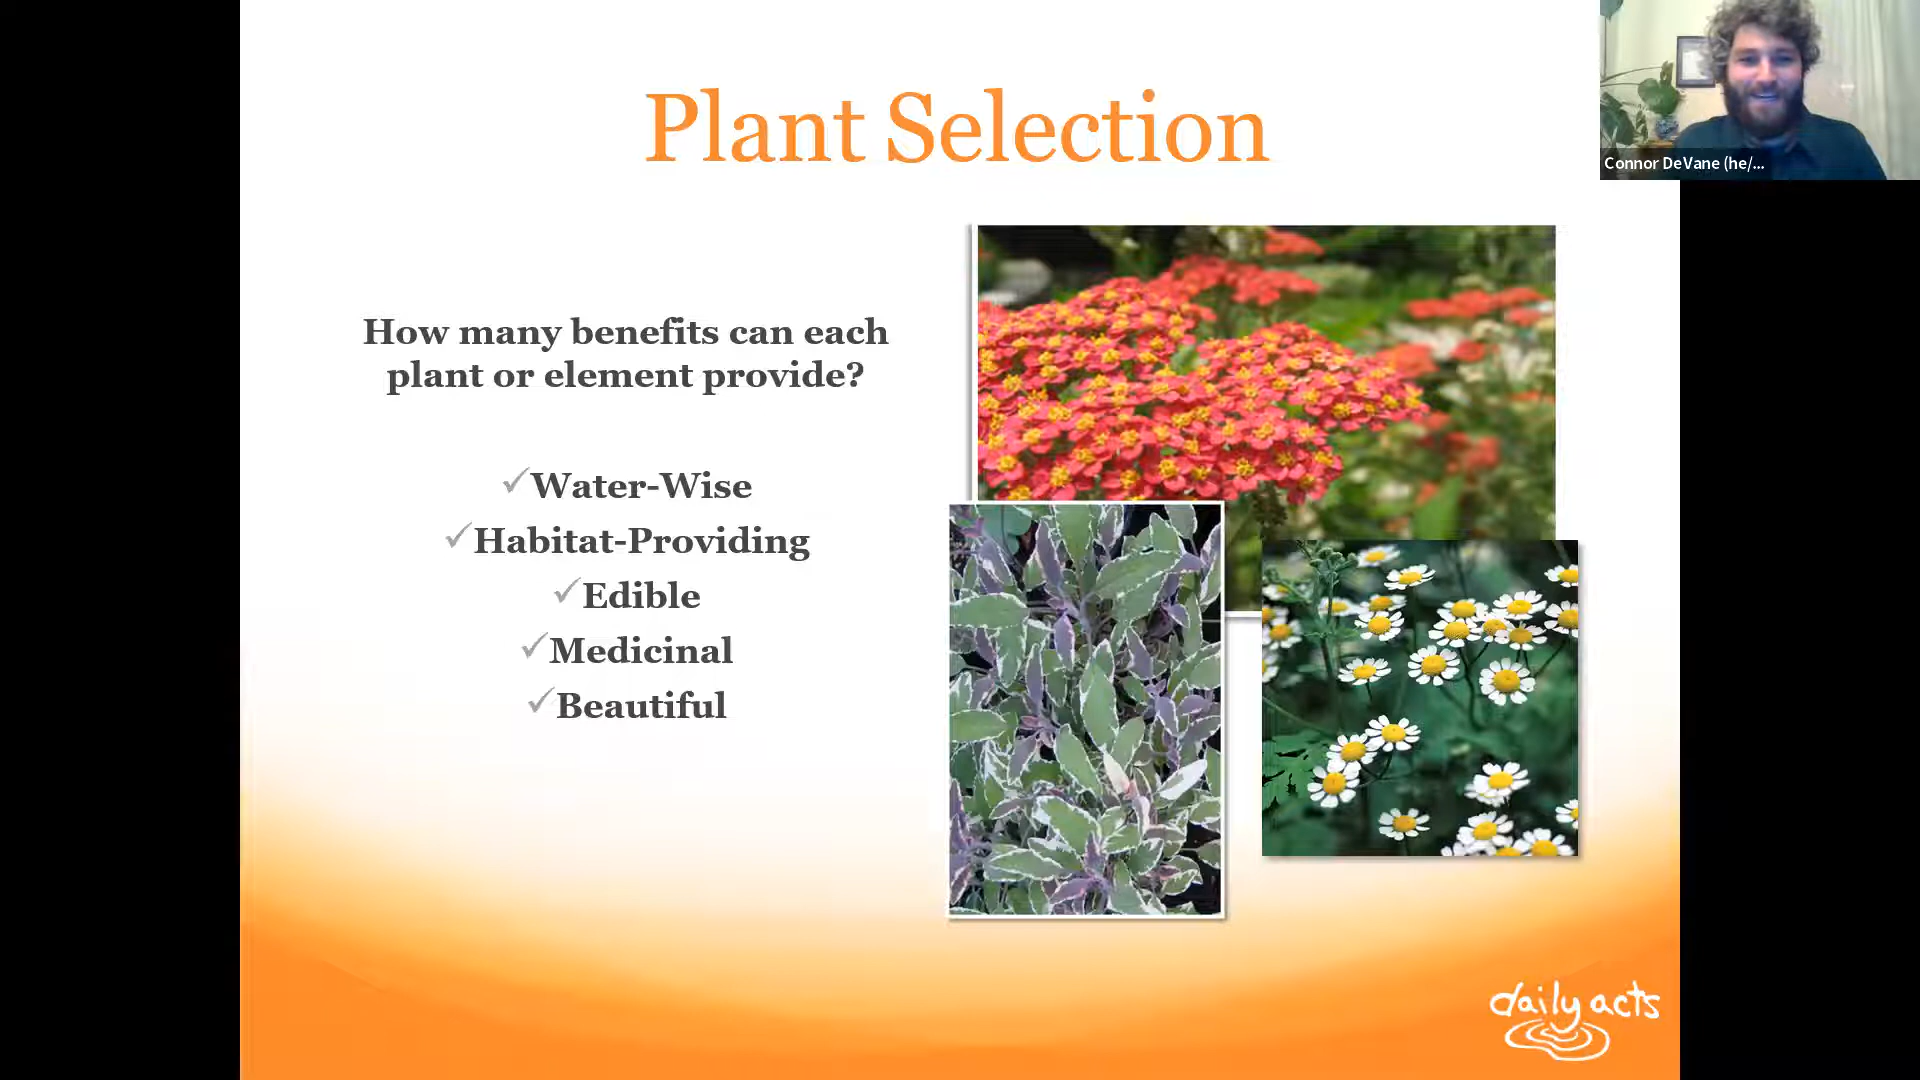 Plant Selection
Connor DeVane (he/...
How many benefits can each
plant or element provide?
✓Water-Wise
✓Habitat-Providing
✓Edible
✓Medicinal
✓Beautiful
daily acts